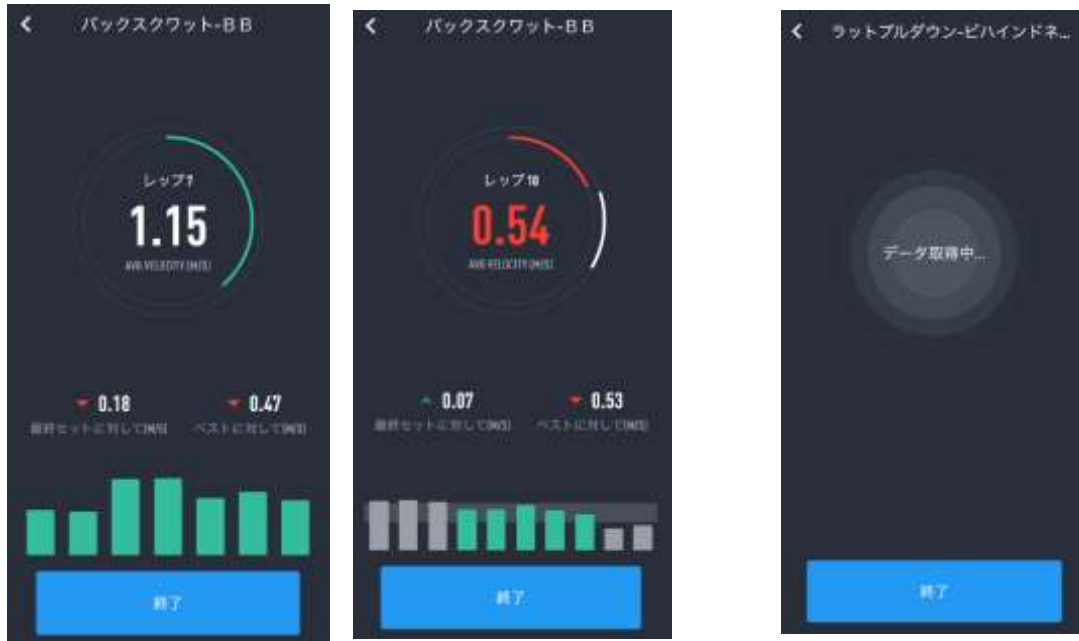 バックスクワット-ＢＢ
レップ7
1.15
AVG VELOCITY (M/S)
0.18
0.47
最終セットに対して(M/S)
ベストに対して(M/S)
終了
バックスクワット-ＢＢ
レップ10
0.54
AVG VELOCITY (M/S)
0.07
0.53
最終セットに対して(M/S)
ベストに対して(M/S)
終了
ラットプルダウン-ビハインドネ...
データ取得中...
終了